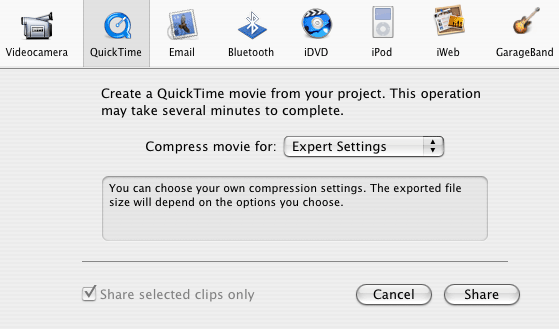 Videocamera QuickTime Email Bluetooth iDVD iPod iWeb GarageBand
Create a QuickTime movie from your project. This operation
may take several minutes to complete.
Compress movie for: Expert Settings
You can choose your own compression settings. The exported file
size will depend on the options you choose.
Share selected clips only Cancel Share